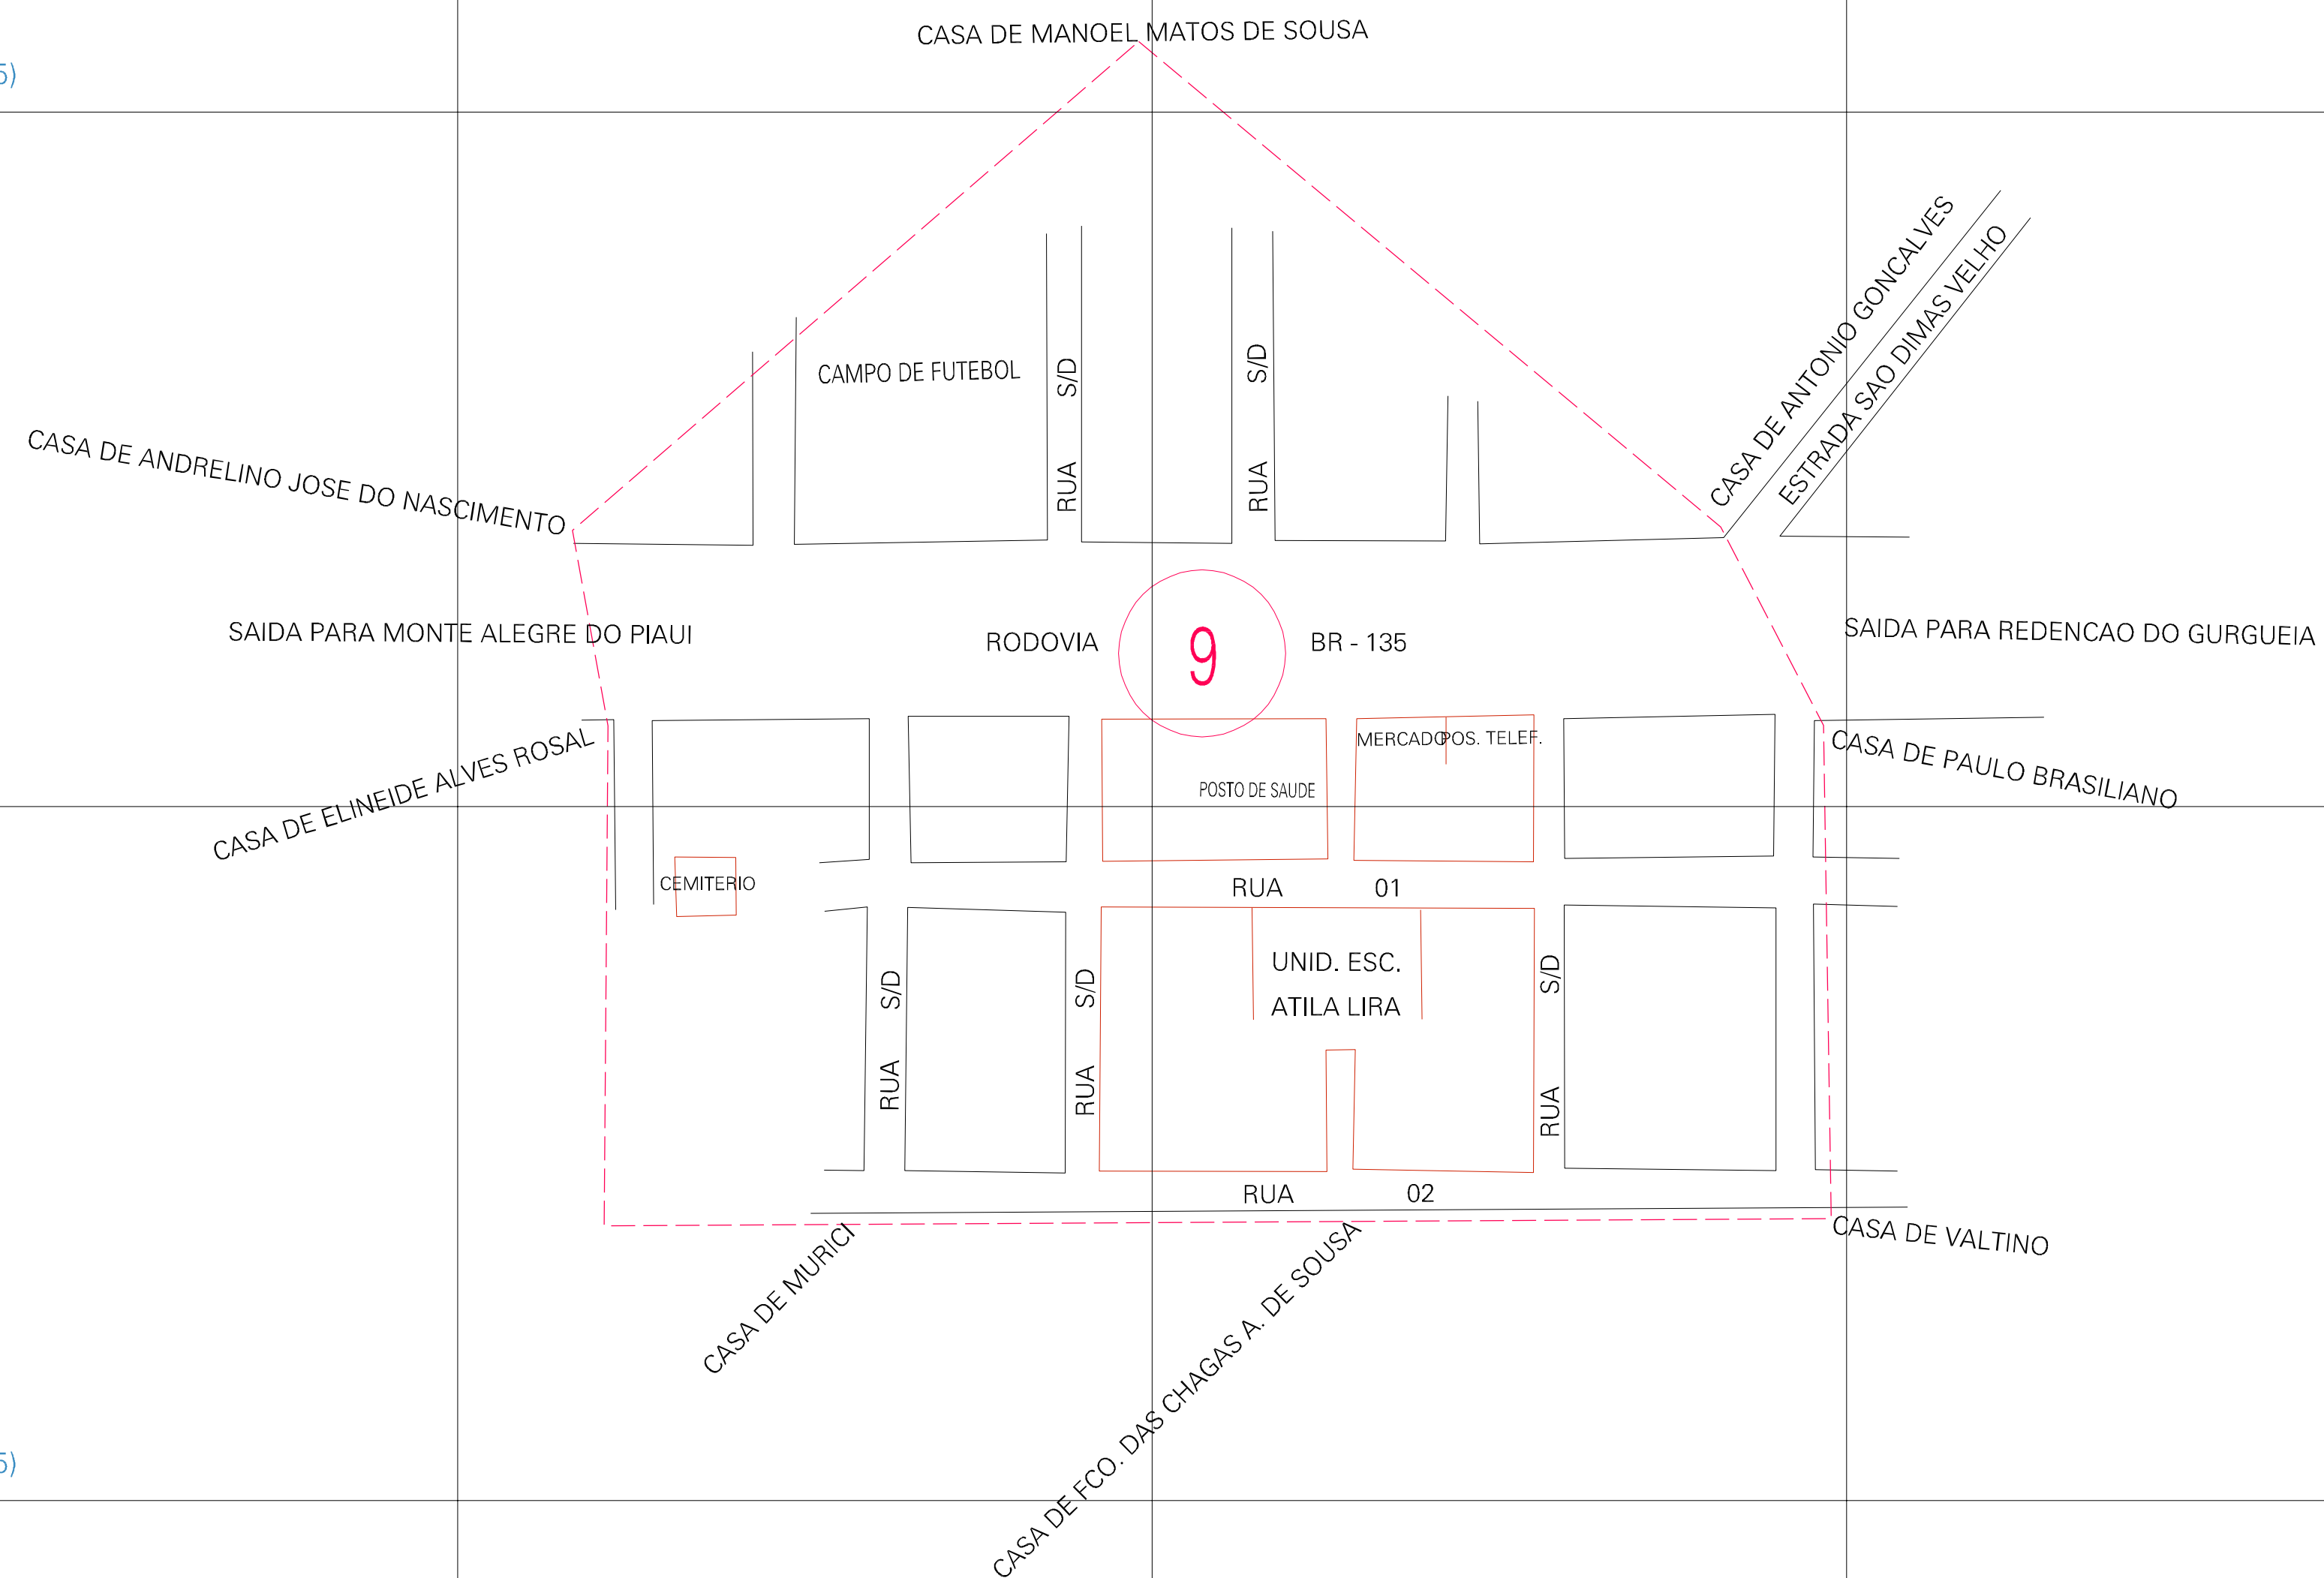 CASA DE MANOEL MATOS DE SOUSA
5)
CASA DE ANTONIO GONCALVES
ESTRADA SAO DIMAS VELHO
CAMPO DE FUTEBOL
RUA S/D
RUA S/D
CASA DE ANDRELINO JOSE DO NASCIMENTO
SAIDA PARA MONTE ALEGRE DO PIAUI
RODOVIA
9
BR - 135
SAIDA PARA REDENCAO DO GURGUEIA
CASA DE ELINEIDE ALVES ROSAL
MERCADO
POS. TELEF.
POSTO DE SAUDE
CASA DE PAULO BRASILIANO
CEMITERIO
RUA 01
UNID. ESC.
ATILA LIRA
RUA S/D
RUA S/D
RUA S/D
RUA 02
CASA DE MURICI
CASA DE FCO. DAS CHAGAS A. DE SOUSA
CASA DE VALTINO
5)